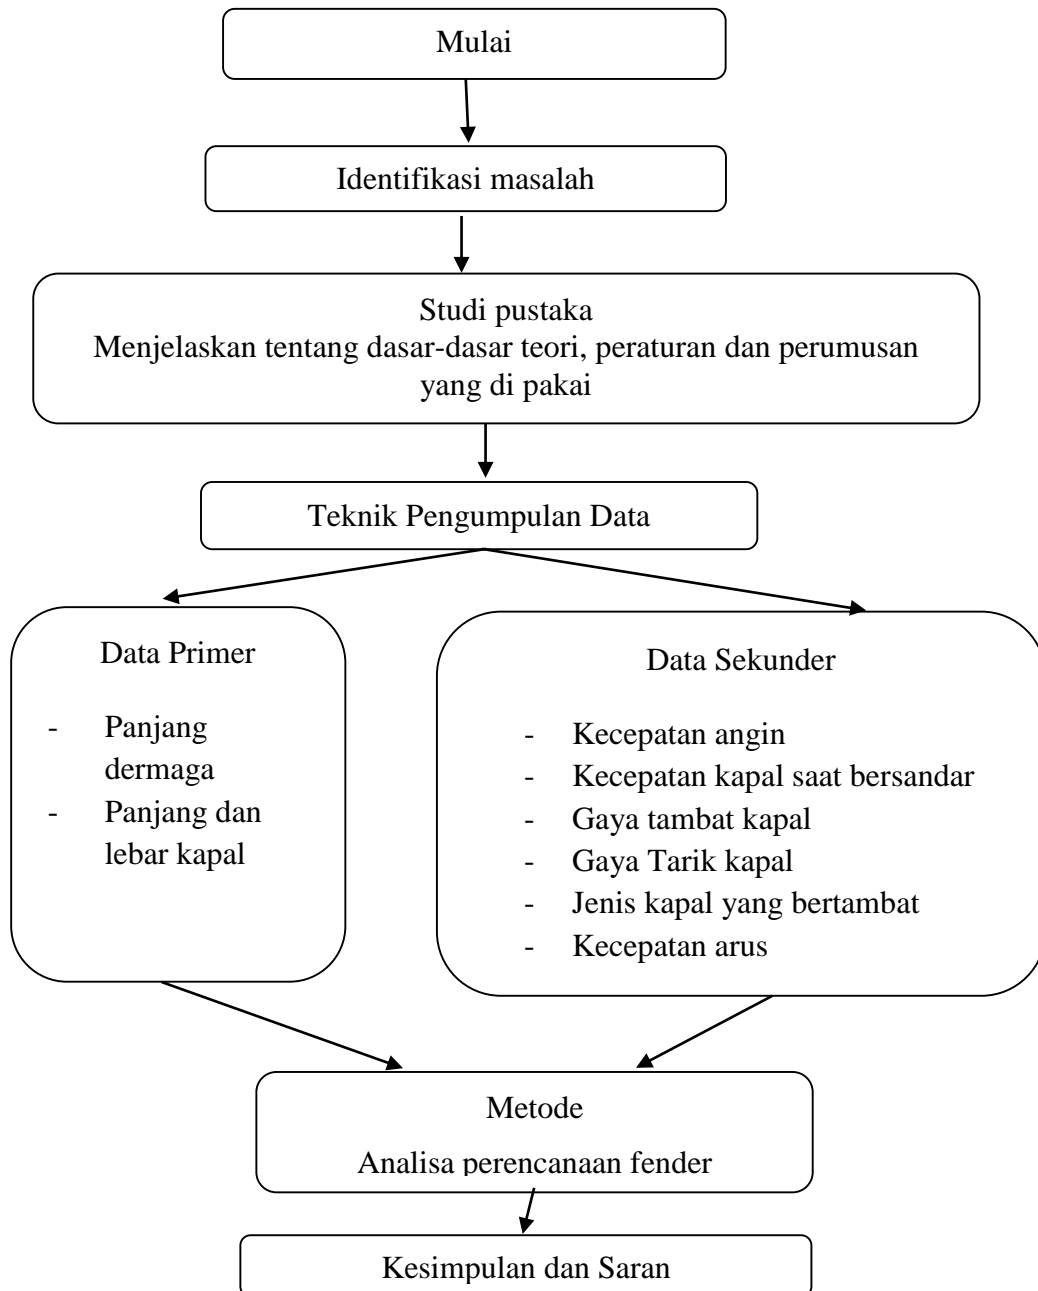 Mulai
Identifikasi masalah
Studi pustaka
Menjelaskan tentang dasar-dasar teori, peraturan dan perumusan
yang di pakai
Teknik Pengumpulan Data
Data Primer
- Panjang
dermaga
- Panjang dan
lebar kapal
Data Sekunder
- Kecepatan angin
- Kecepatan kapal saat bersandar
- Gaya tambat kapal
- Gaya Tarik kapal
- Jenis kapal yang bertambat
- Kecepatan arus
Metode
Analisa perencanaan fender
Kesimpulan dan Saran